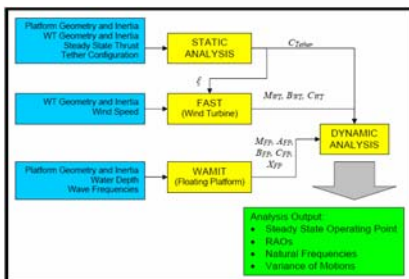 Platform Geometry and Inertia
WT Geometry and Inertia
Steady State Thrust
Tether Configuration
STATIC ANALYSIS
C_Tether
ξ
WT Geometry and Inertia
Wind Speed
FAST
(Wind Turbine)
M_WT, B_WT, C_WT
DYNAMIC
ANALYSIS
M_FP, A_FP,
B_FP, C_FP,
X_FP
Platform Geometry and Inertia
Water Depth
Wave Frequencies
WAMIT
(Floating Platform)
Analysis Output:
• Steady State Operating Point
• RAOs
• Natural Frequencies
• Variance of Motions